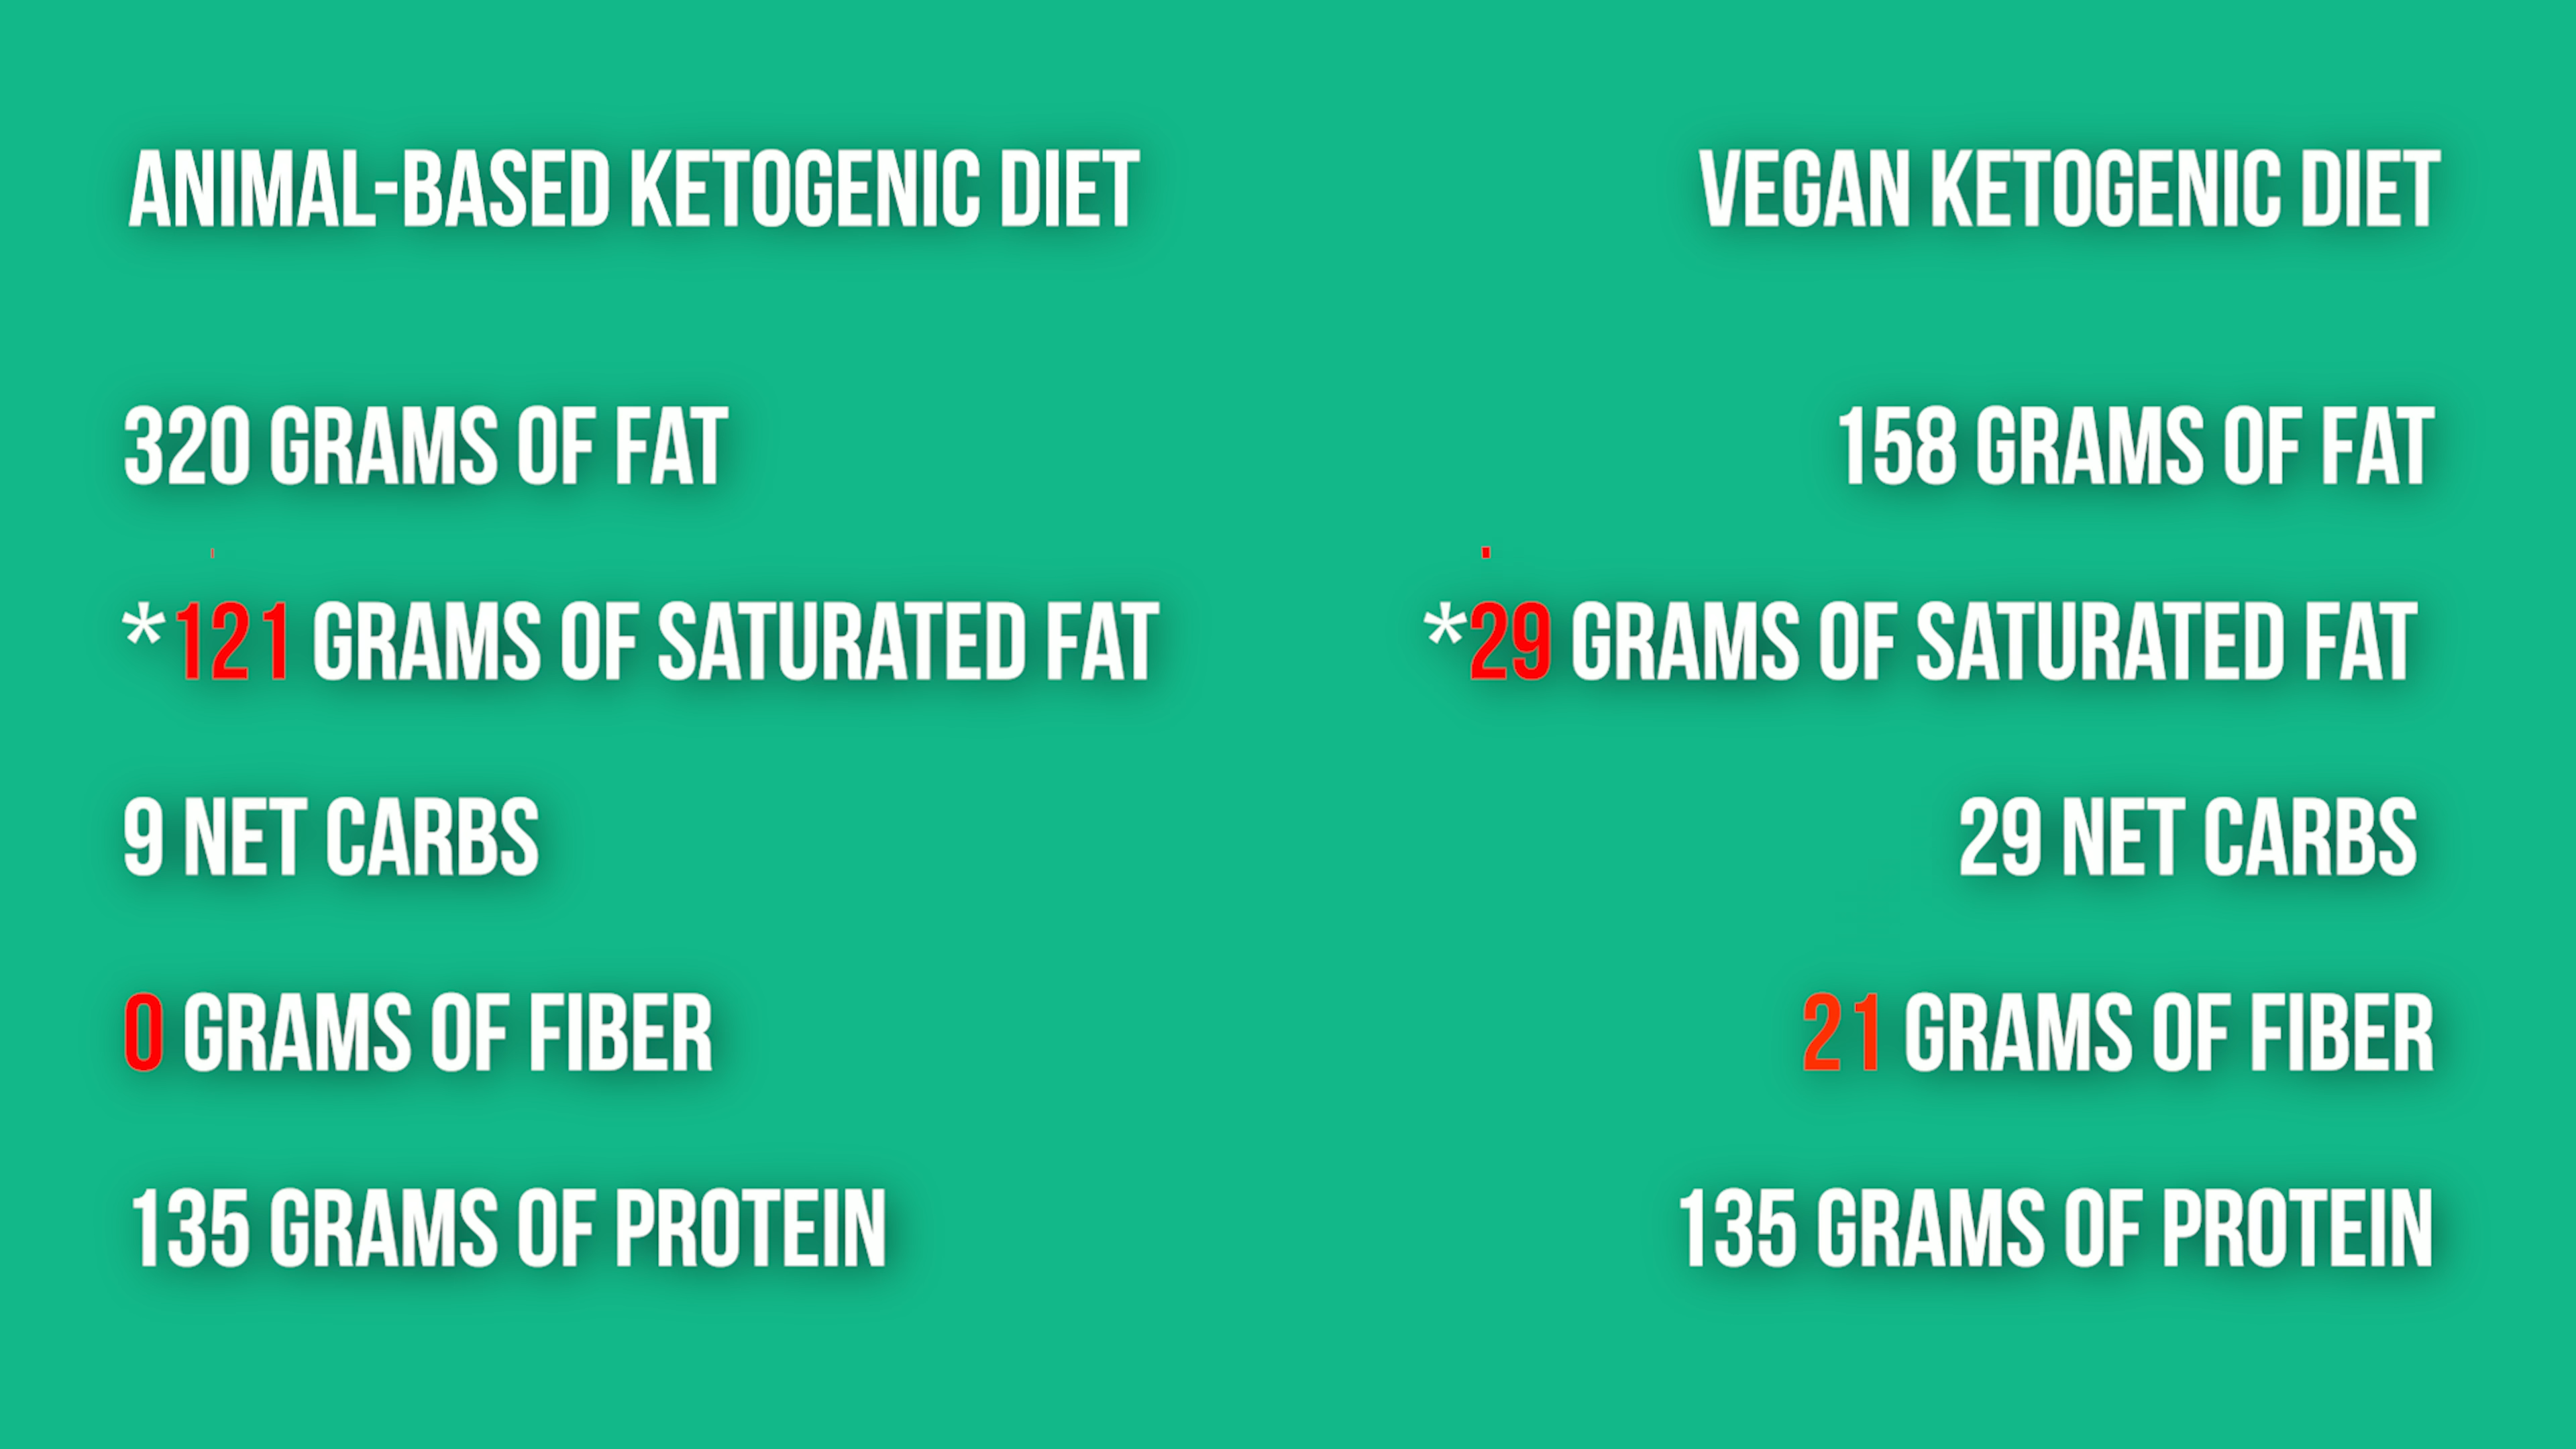 ANIMAL-BASED KETOGENIC DIET
320 GRAMS OF FAT
*121 GRAMS OF SATURATED FAT
9 NET CARBS
0 GRAMS OF FIBER
135 GRAMS OF PROTEIN
VEGAN KETOGENIC DIET
158 GRAMS OF FAT
*29 GRAMS OF SATURATED FAT
29 NET CARBS
21 GRAMS OF FIBER
135 GRAMS OF PROTEIN